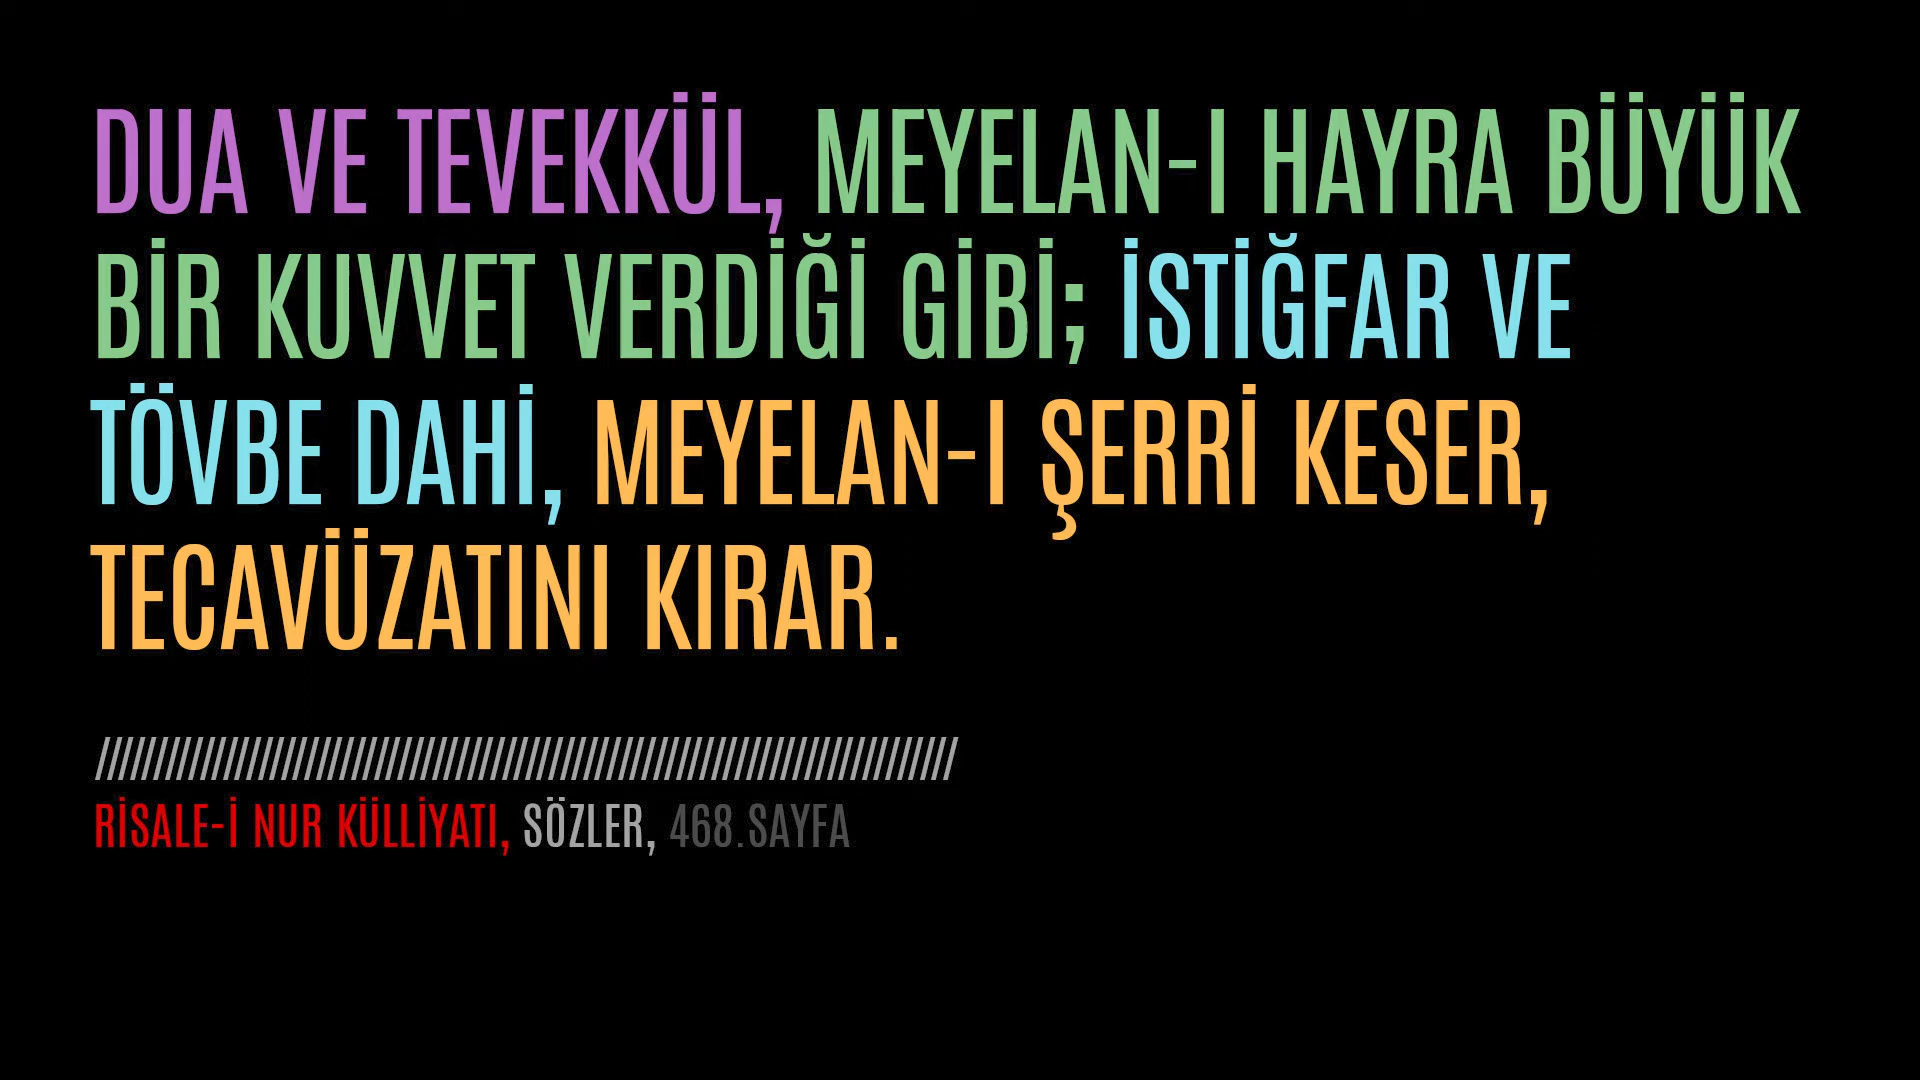 DUA VE TEVEKKÜL, MEYELAN-I HAYRA BÜYÜK
BİR KUVVET VERDİĞİ GİBİ; İSTİĞFAR VE
TÖVBE DAHİ, MEYELAN-I ŞERRİ KESER,
TECAVÜZATINI KIRAR.
//////////////////////////////////////////////////////////////////////////
RİSALE-İ NUR KÜLLİYATI, SÖZLER, 468.SAYFA